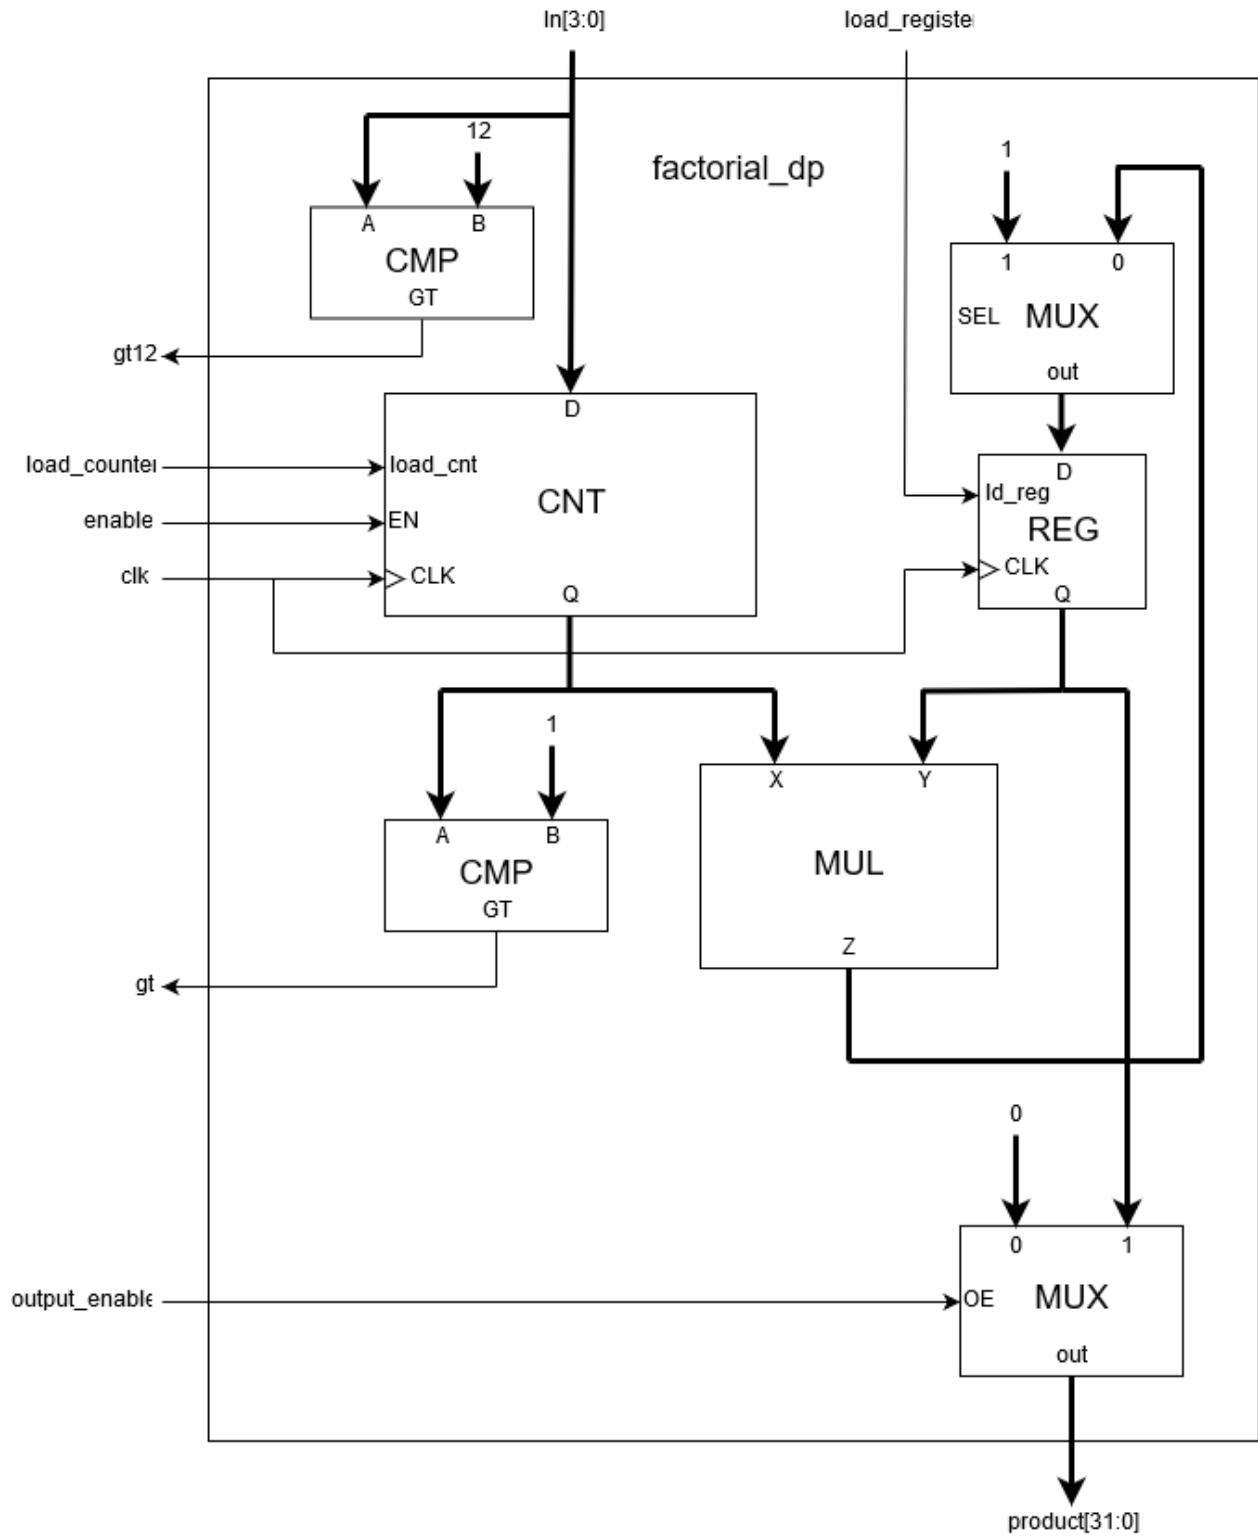 In[3:0]
load_registe
12
factorial_dp
1
A B
CMP
GT
1 0
SEL MUX
out
gt12
D
load_counter
load_cnt
CNT
enable
EN
clk
CLK
Q
D
ld_reg
REG
CLK
Q
1
X Y
MUL
Z
A B
CMP
GT
gt
0
0 1
output_enable
OE MUX
out
product[31:0]